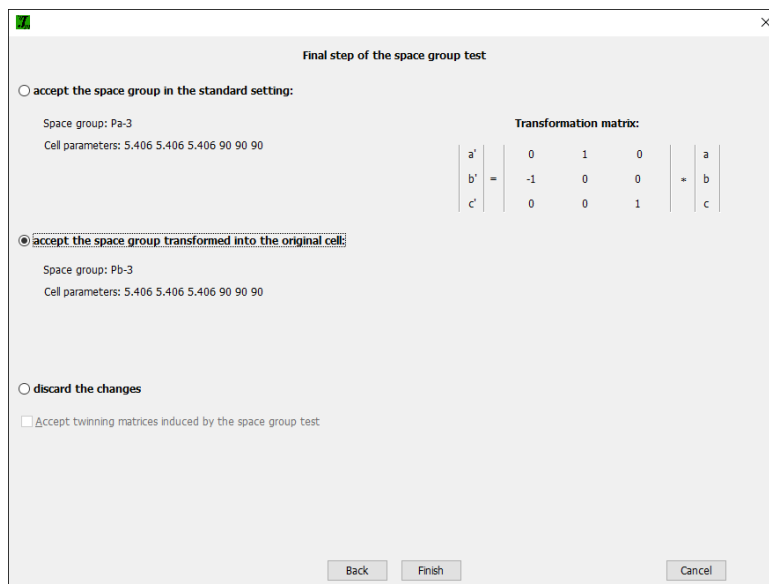 Final step of the space group test
accept the space group in the standard setting:
Space group: Pa-3
Cell parameters: 5.406 5.406 5.406 90 90 90
Transformation matrix:
a' 0 1 0 a
b' = -1 0 0 * b
c' 0 0 1 c
accept the space group transformed into the original cell:
Space group: Pb-3
Cell parameters: 5.406 5.406 5.406 90 90 90
discard the changes
Accept twinning matrices induced by the space group test
Back Finish Cancel